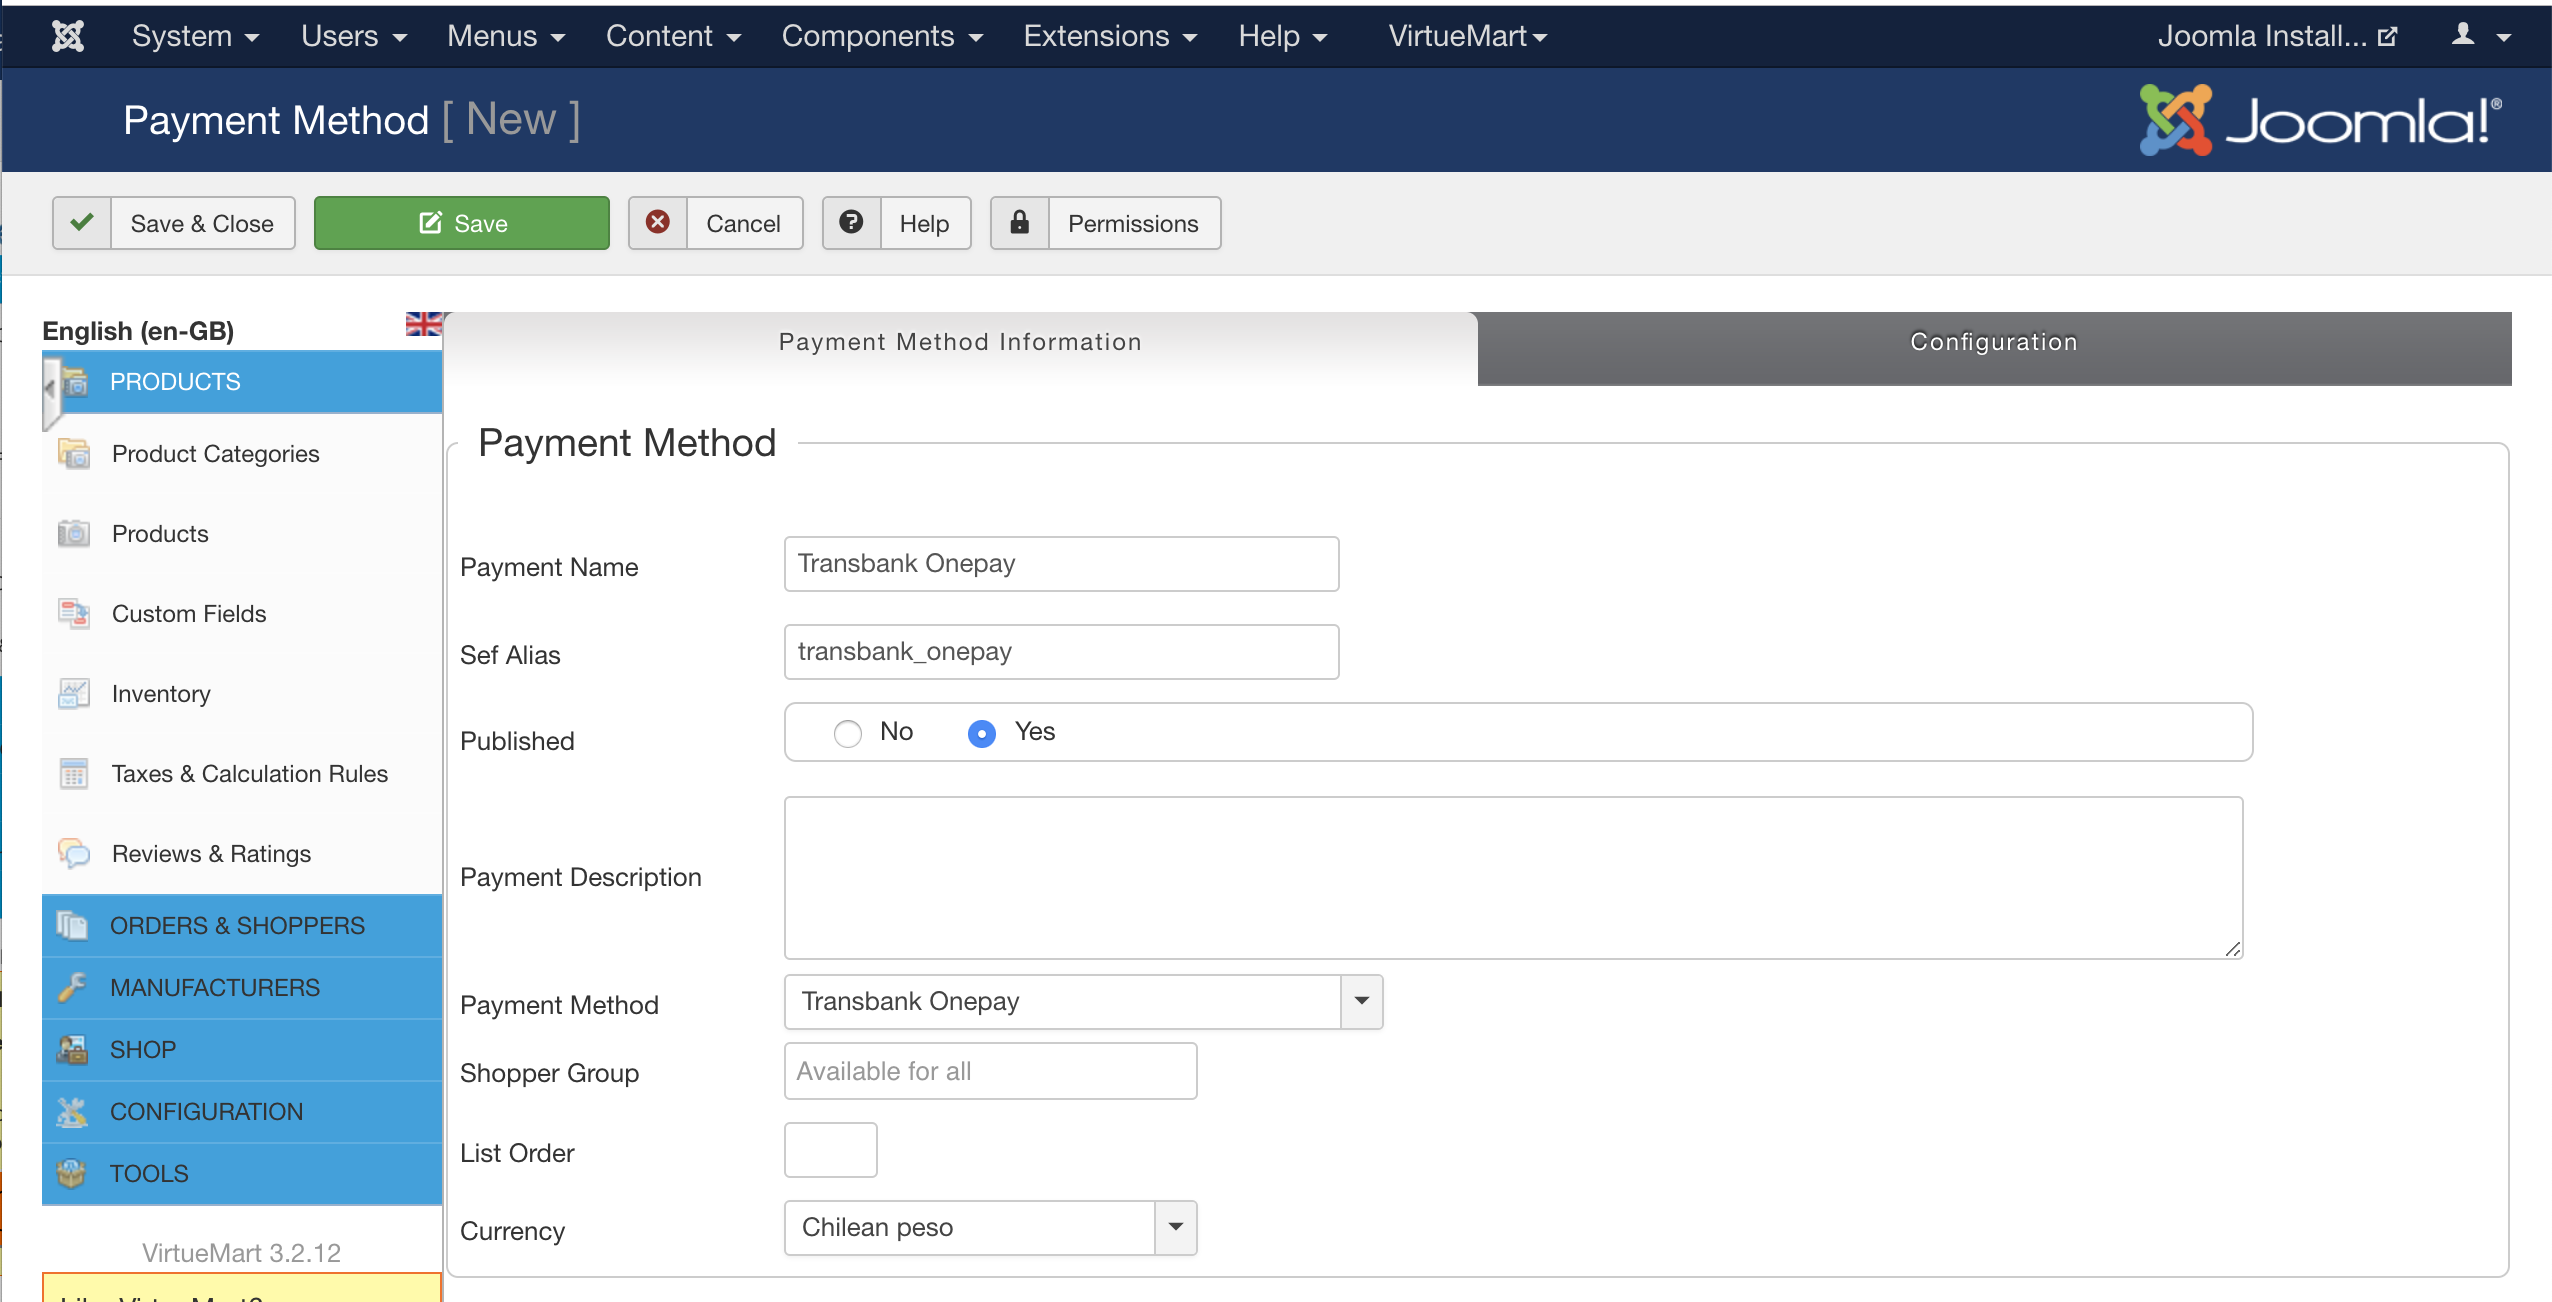 System Users Menus Content Components Extensions Help VirtueMart Joomla Install...
Payment Method [ New ]
Joomla!®
Save & Close Save Cancel Help Permissions
English (en-GB)
PRODUCTS
Product Categories
Products
Custom Fields
Inventory
Taxes & Calculation Rules
Reviews & Ratings
ORDERS & SHOPPERS
MANUFACTURERS
SHOP
CONFIGURATION
TOOLS
VirtueMart 3.2.12
Payment Method Information Configuration
Payment Method
Payment Name Transbank Onepay
Sef Alias transbank_onepay
Published No Yes
Payment Description
Payment Method Transbank Onepay
Shopper Group Available for all
List Order
Currency Chilean peso